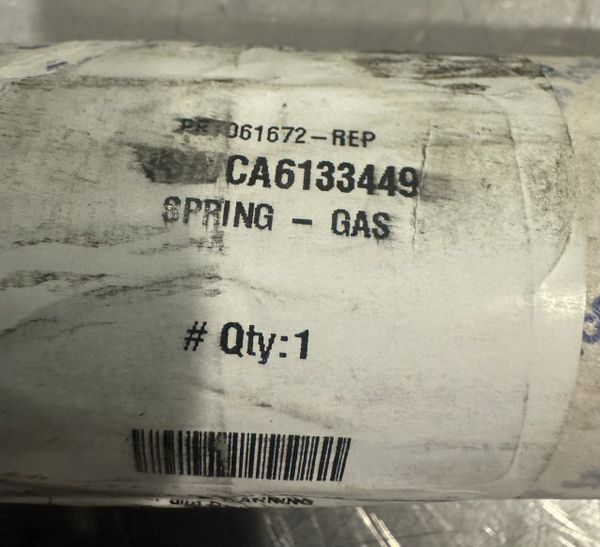 061672-REP
CA6133449
SPRING - GAS
# Qty:1